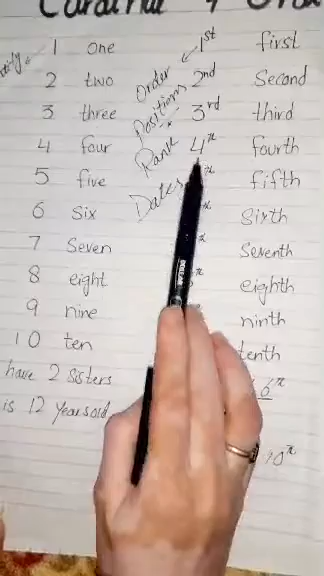 Cardinal
1 one 1st first
2 two 2nd Second
3 three 3rd third
4 four 4th fourth
5 five fifth
6 Six Sixth
7 Seven Seventh
8 eight eighth
9 nine ninth
10 ten tenth
Order
Positions
Rank
Dates
have 2 Sisters
is 12 years old